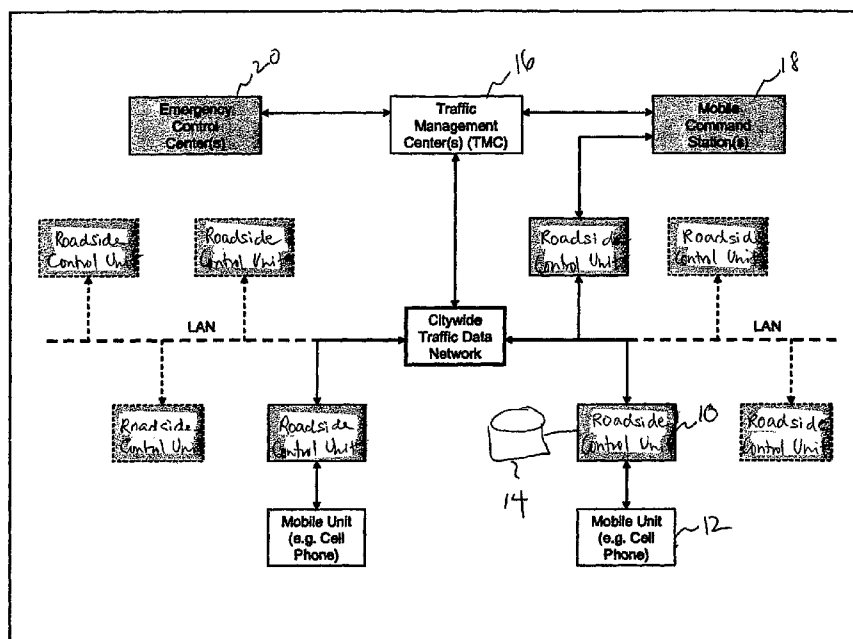 20
16
18
Emergency
Control
Center(s)
Traffic
Management
Center(s) (TMC)
Mobile
Command
Station(s)
Roadside
Control Unit
Roadside
Control Unit
Roadside
Control Unit
Roadside
Control Unit
LAN
Citywide
Traffic Data
Network
LAN
Roadside
Control Unit
Roadside
Control Unit
14
Roadside
Control Unit
10
Roadside
Control Unit
Mobile Unit
(e.g. Cell
Phone)
Mobile Unit
(e.g. Cell
Phone)
12